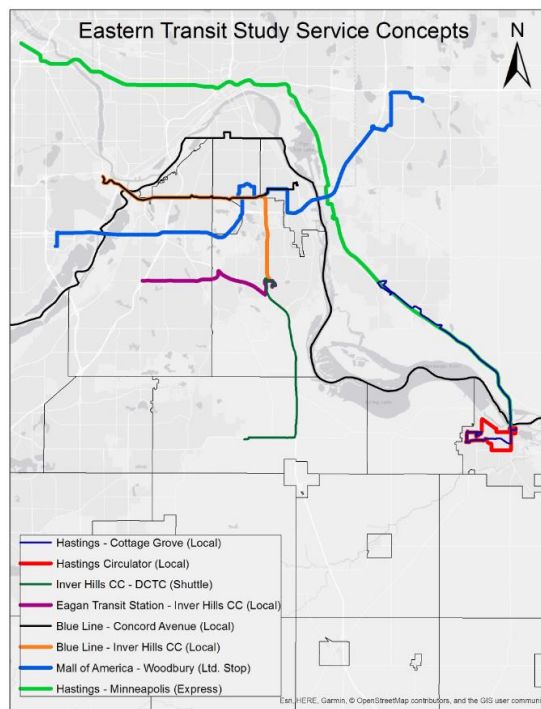 Eastern Transit Study Service Concepts
N
Hastings - Cottage Grove (Local)
Hastings Circulator (Local)
Inver Hills CC - DCTC (Shuttle)
Eagan Transit Station - Inver Hills CC (Local)
Blue Line - Concord Avenue (Local)
Blue Line - Inver Hills CC (Local)
Mall of America - Woodbury (Ltd. Stop)
Hastings - Minneapolis (Express)
Esri, HERE, Garmin, © OpenStreetMap contributors, and the GIS user communi